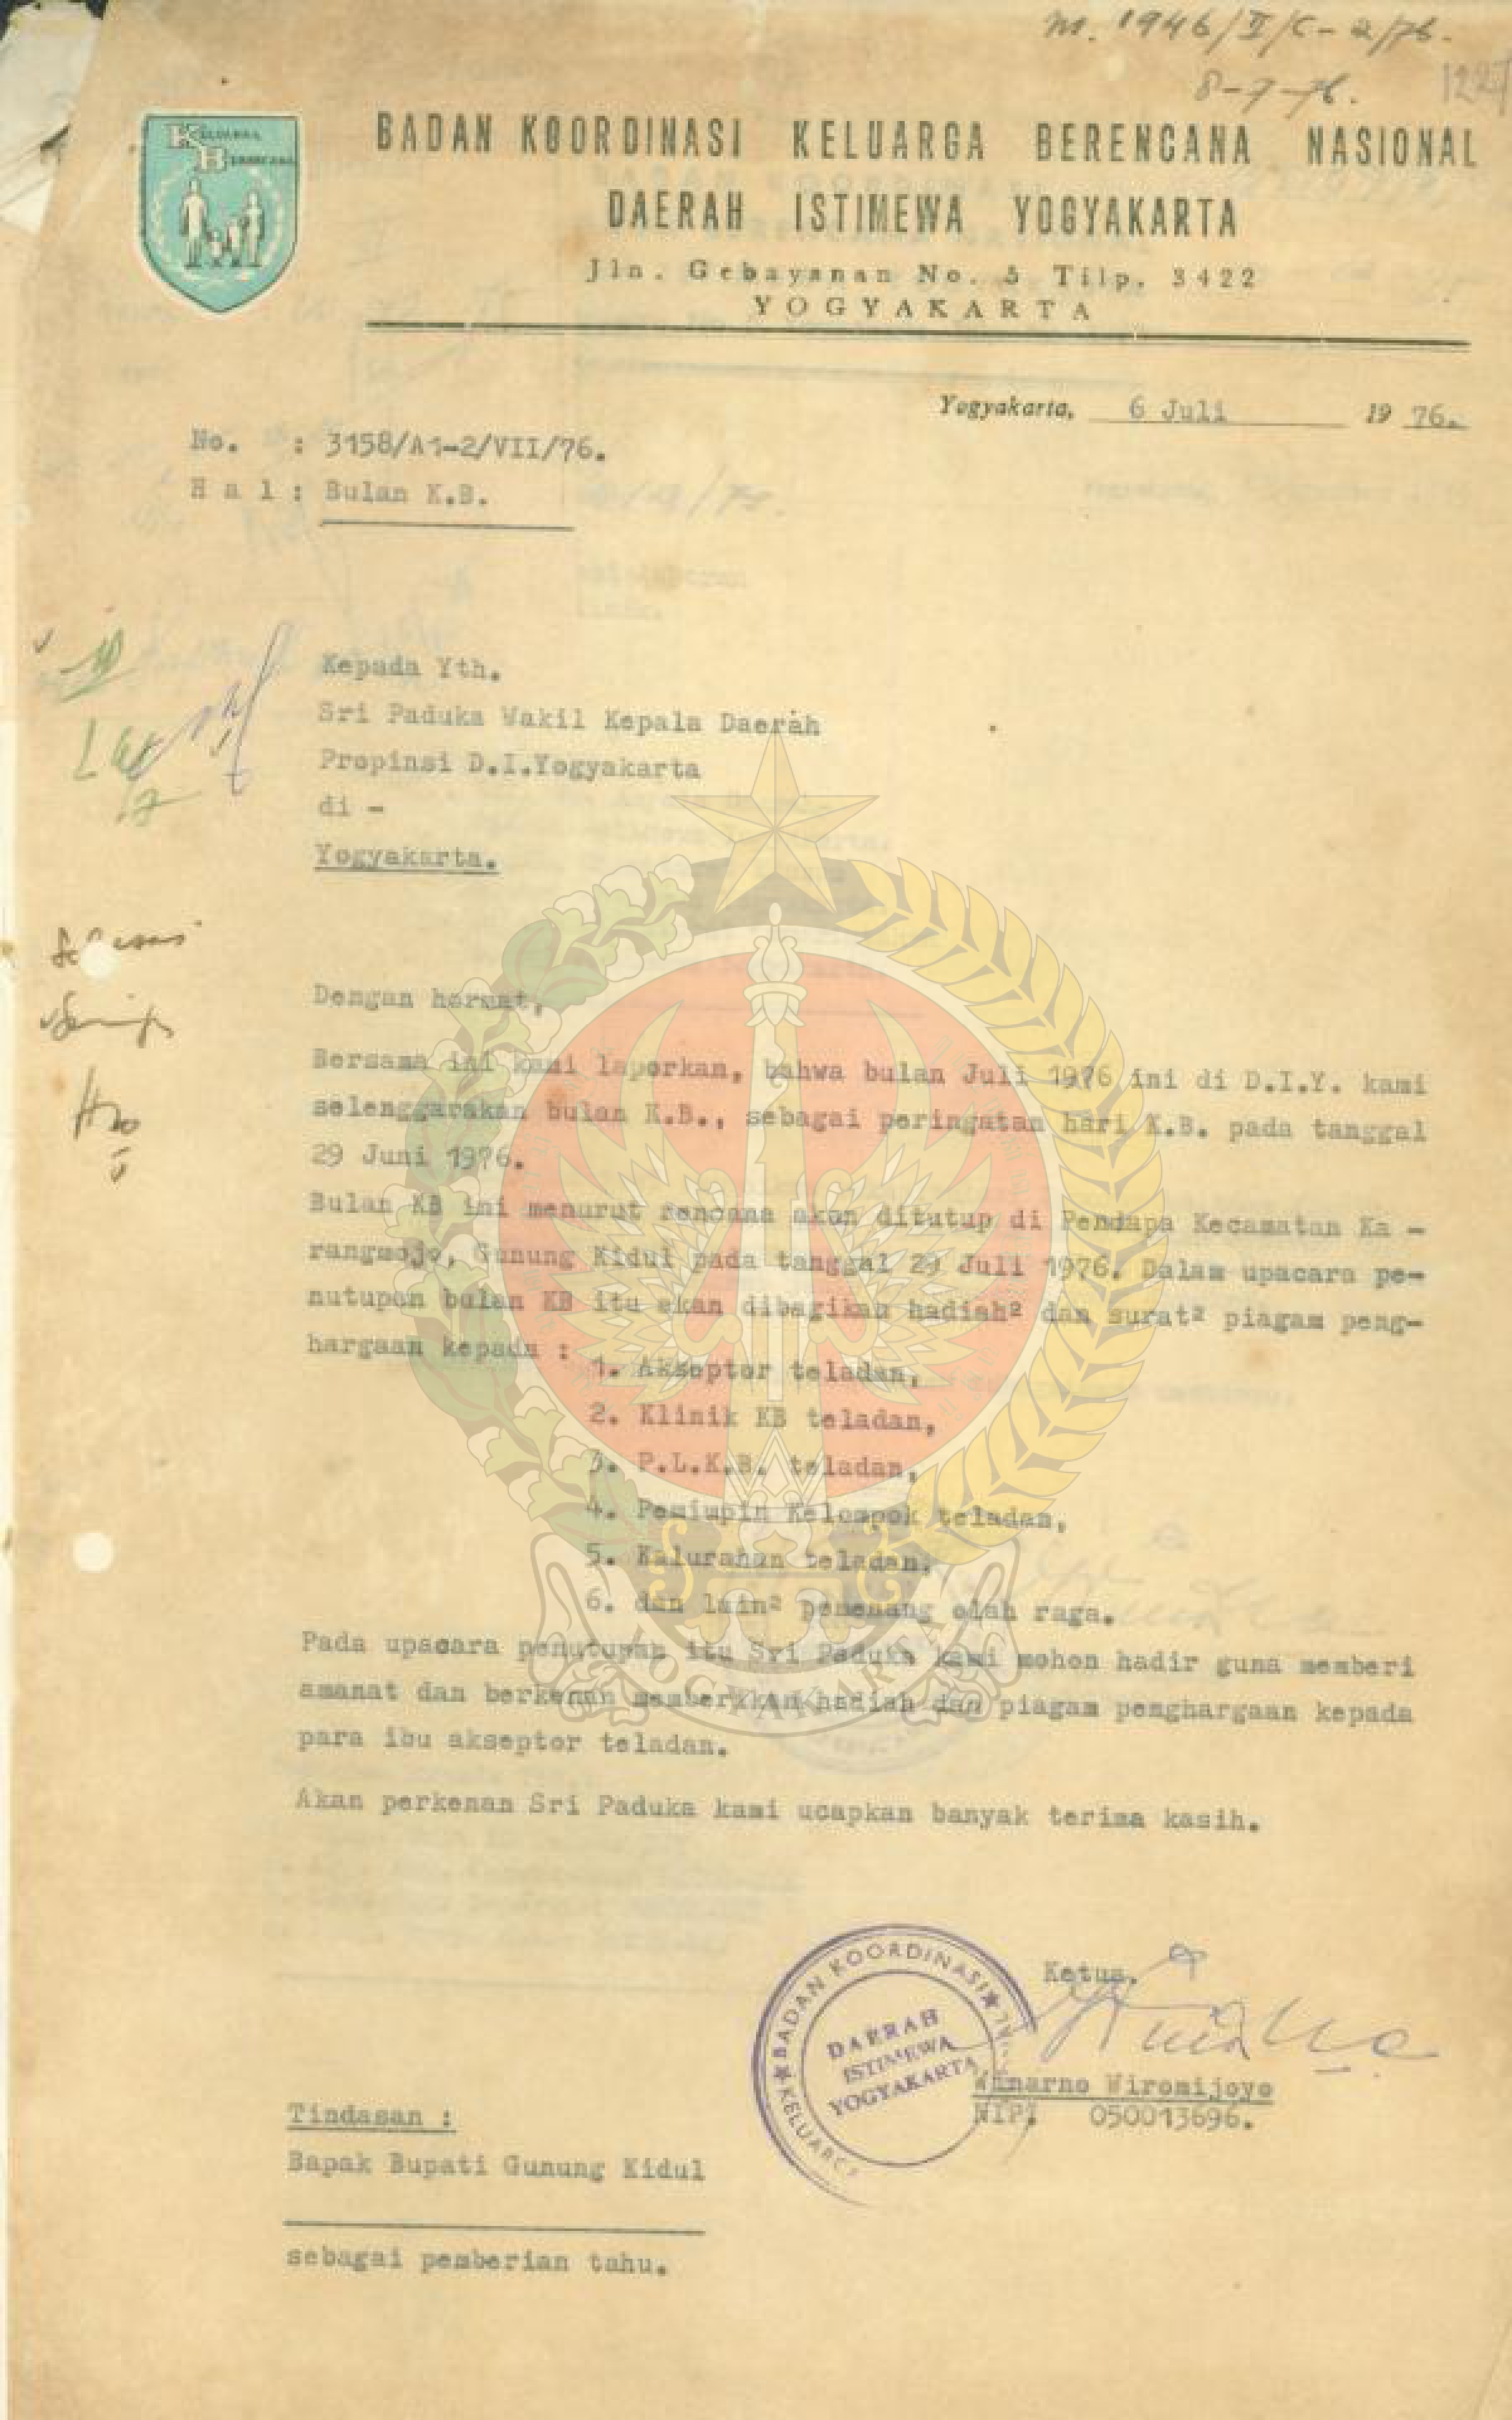 M. 1946/II/C-2/76.
8-7-76.
1227
KELUARGA
BERENCANA
BADAN KOORDINASI KELUARGA BERENCANA NASIONAL
DAERAH ISTIMEWA YOGYAKARTA
Jln. Gebayanan No. 5 Tilp. 3422
YOGYAKARTA
Yogyakarta, 6 Juli 1976.
No. : 3158/A1-2/VII/76.
H a l : Bulan K.B.
Kepada Yth.
Sri Paduka Wakil Kepala Daerah
Propinsi D.I.Yogyakarta
di -
Yogyakarta.
Dengan hormat,
Bersama ini kami laporkan, bahwa bulan Juli 1976 ini di D.I.Y. kami
selenggarakan bulan K.B., sebagai peringatan hari K.B. pada tanggal
29 Juni 1976.
Bulan KB ini menurut rencana akan ditutup di Pendapa Kecamatan Ka -
rangmojo, Gunung Kidul pada tanggal 29 Juli 1976. Dalam upacara pe-
nutupan bulan KB itu akan dibagikan hadiah² dan surat² piagam peng-
hargaan kepada :
1. Akseptor teladan,
2. Klinik KB teladan,
3. P.L.K.B. teladan,
4. Pemimpin Kelompok teladan,
5. Kalurahan teladan,
6. dan lain² pemenang olah raga.
Pada upacara penutupan itu Sri Paduka kami mohon hadir guna memberi
amanat dan berkenan memberikan hadiah dan piagam penghargaan kepada
para ibu akseptor teladan.
YOGYAKARTA
Akan perkenan Sri Paduka kami ucapkan banyak terima kasih.
Ketua,
BADAN KOORDINASI
KELUARGA
DAERAH
ISTIMEWA
YOGYAKARTA
Winarno Wiromijoyo
NIP: 050013696.
Tindasan :
Bapak Bupati Gunung Kidul
sebagai pemberian tahu.